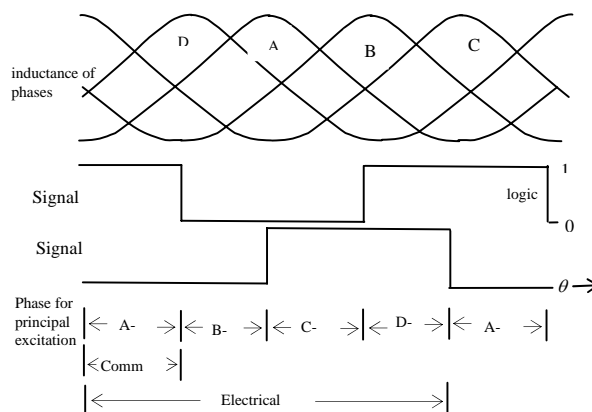 D A B C
inductance of
phases
1
Signal
logic
0
Signal
θ
Phase for
principal
excitation
A- B- C- D- A-
Comm
Electrical